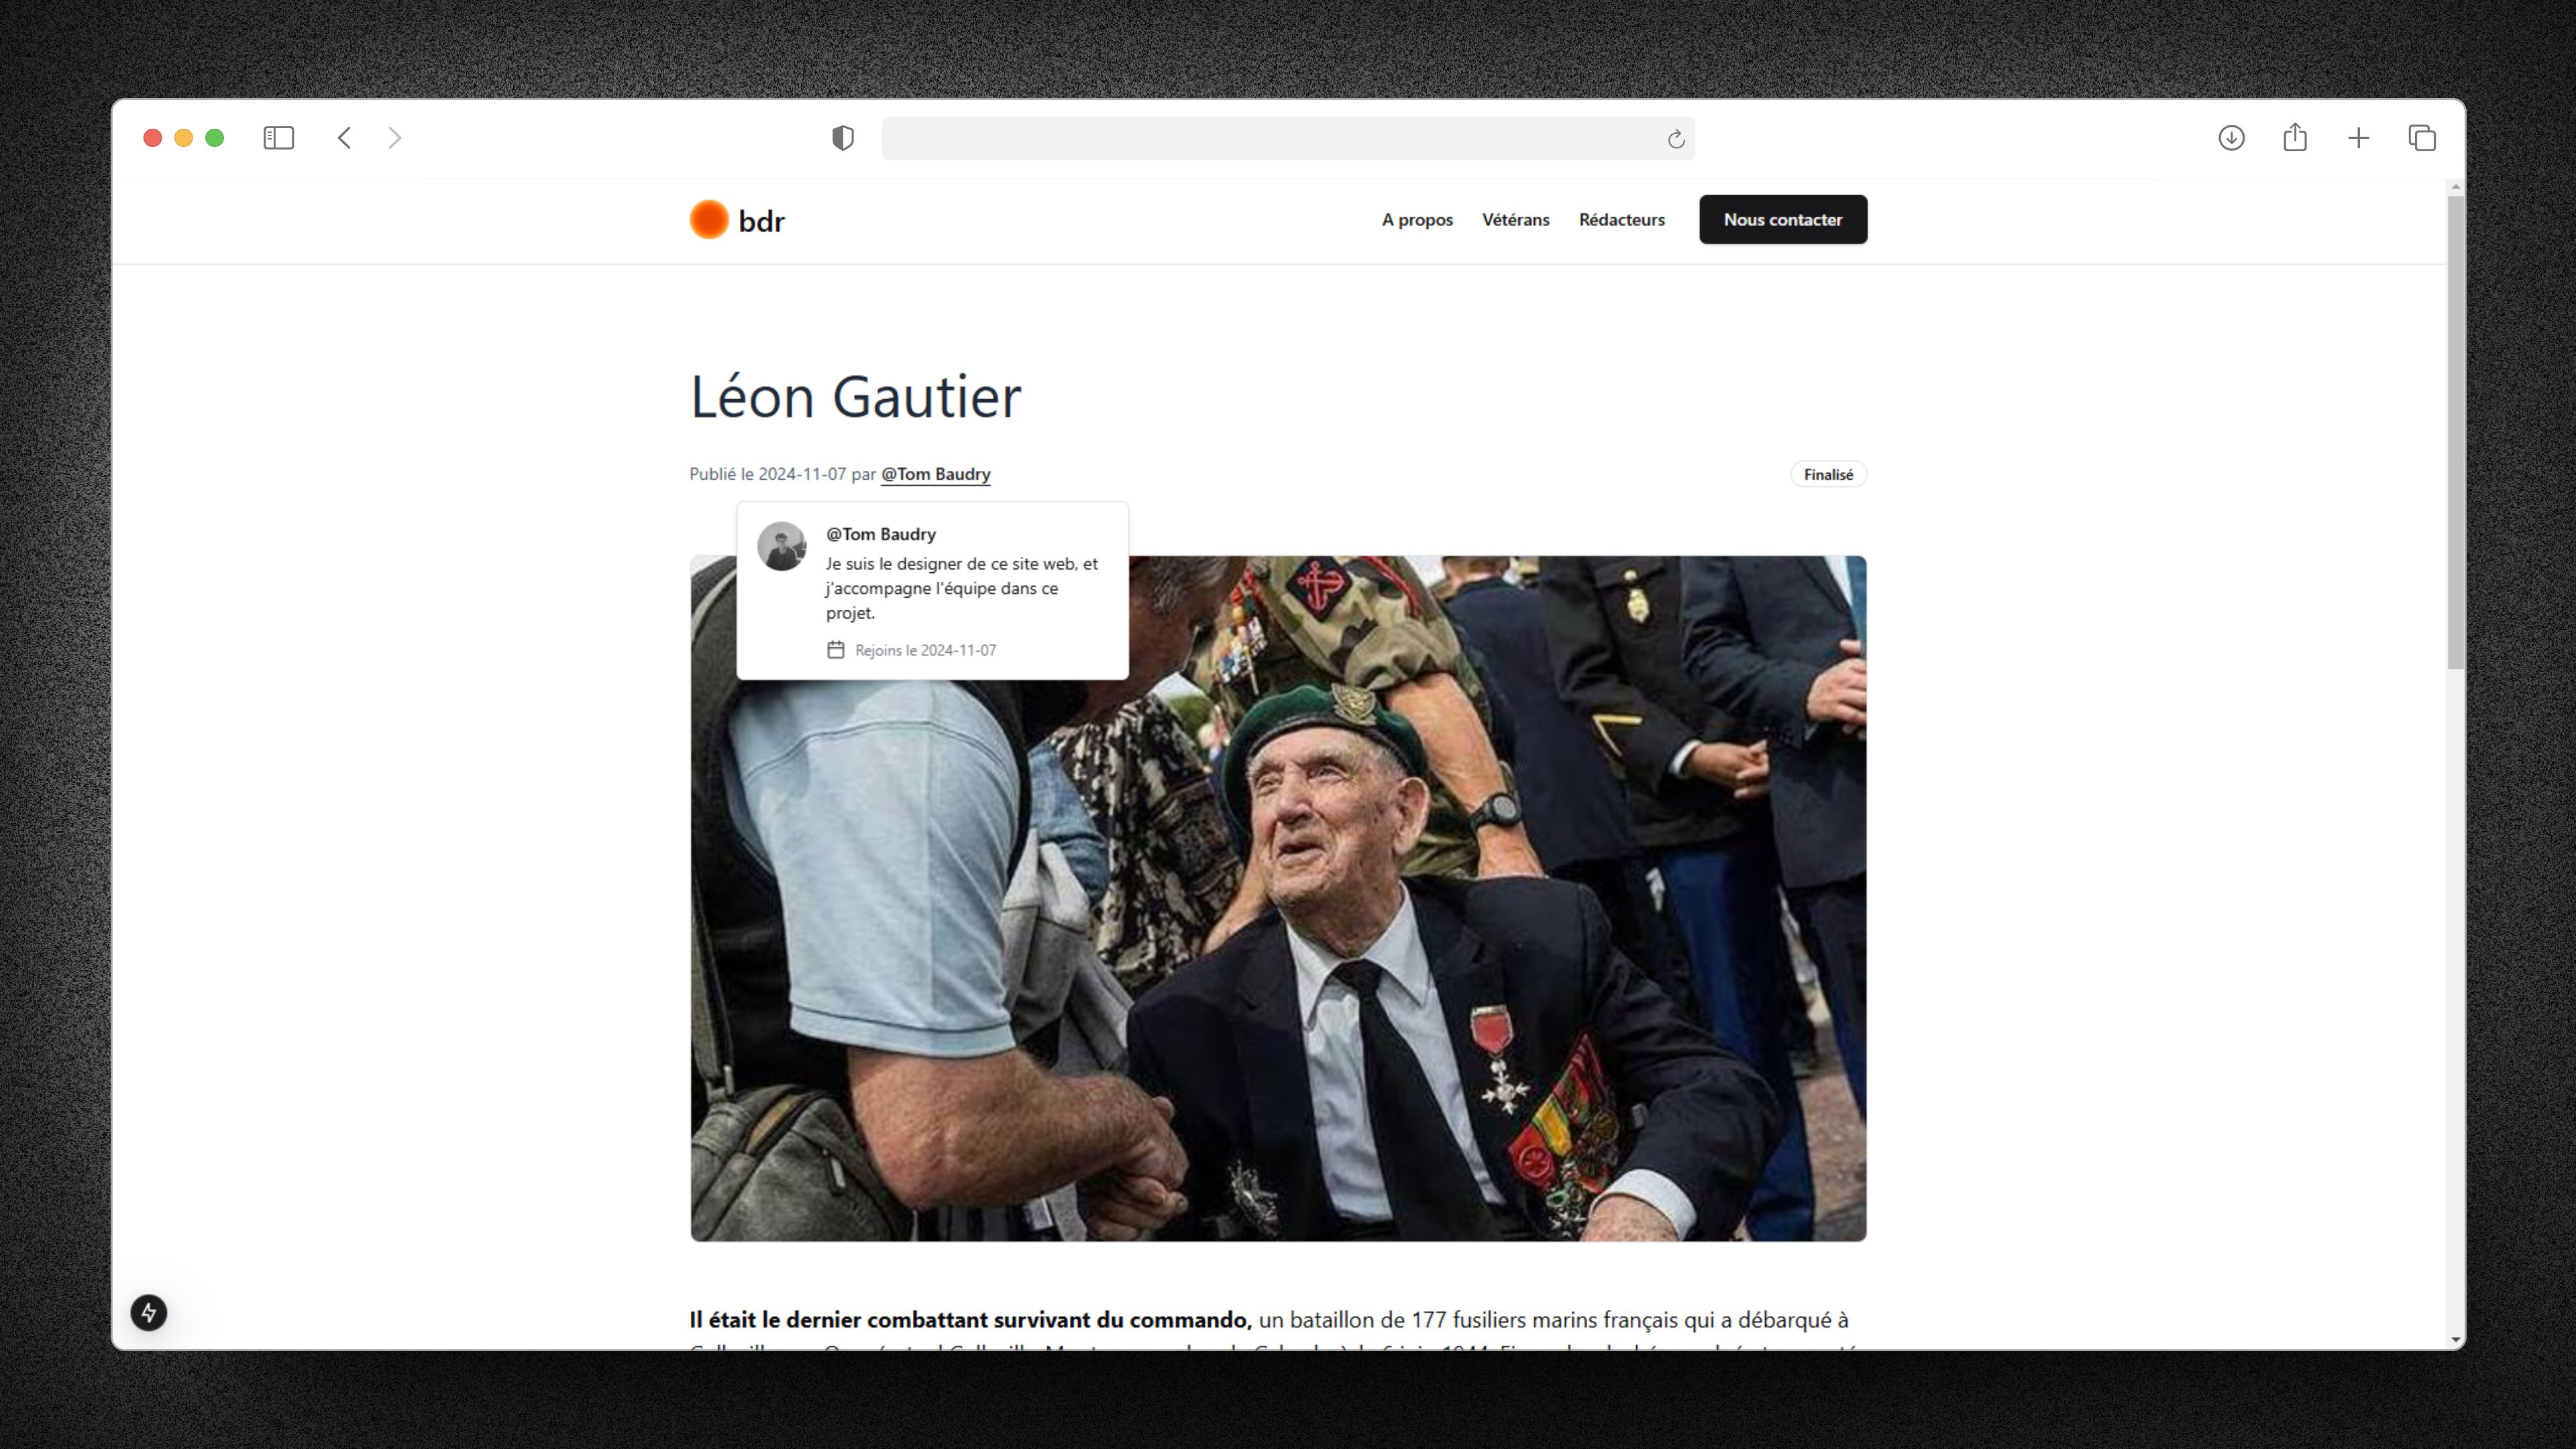 bdr
A propos
Vétérans
Rédacteurs
Nous contacter
Léon Gautier
Publié le 2024-11-07 par @Tom Baudry
Finalisé
@Tom Baudry
Je suis le designer de ce site web, et
j'accompagne l'équipe dans ce
projet.
Rejoins le 2024-11-07
Il était le dernier combattant survivant du commando, un bataillon de 177 fusiliers marins français qui a débarqué à